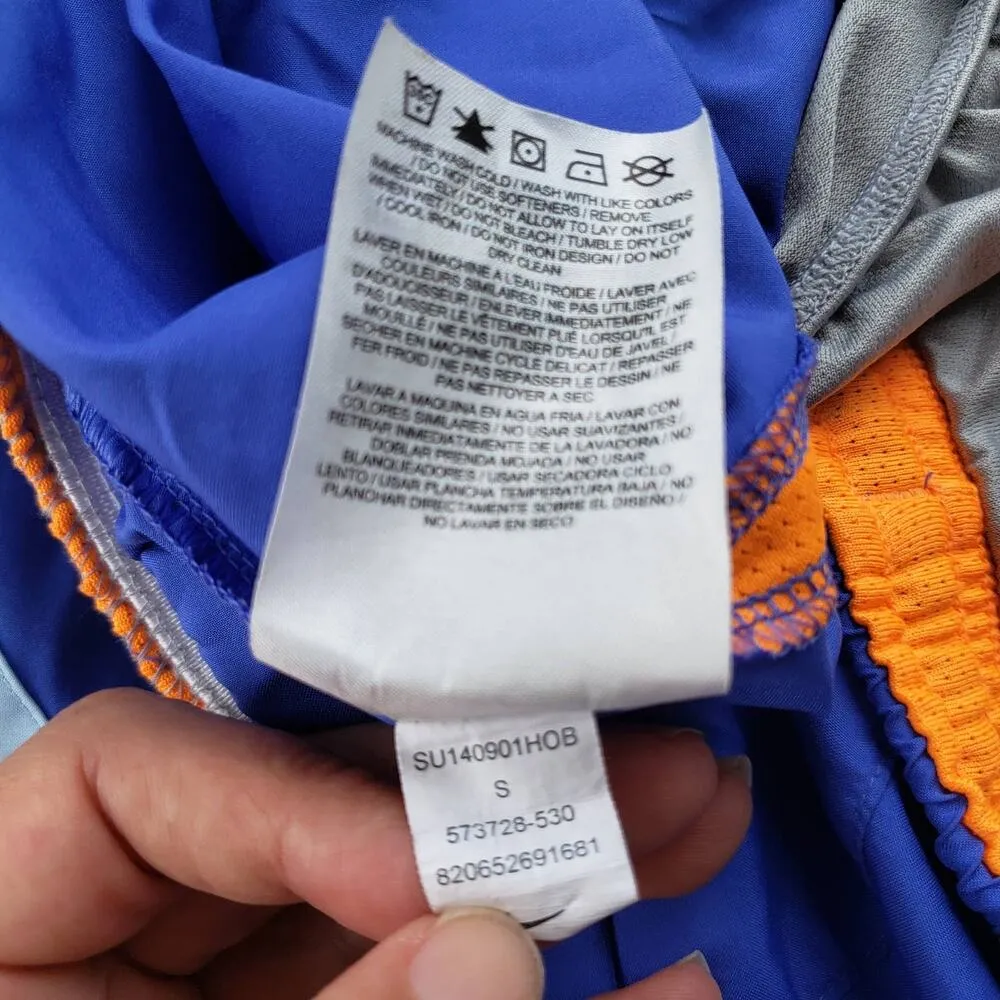 MACHINE WASH COLD / WASH WITH LIKE COLORS
/ DO NOT USE SOFTENERS / REMOVE
IMMEDIATELY / DO NOT ALLOW TO LAY ON ITSELF
WHEN WET / DO NOT BLEACH / TUMBLE DRY LOW
/ COOL IRON / DO NOT IRON DESIGN / DO NOT
DRY CLEAN
LAVER EN MACHINE A L'EAU FROIDE / LAVER AVEC
COULEURS SIMILAIRES / NE PAS UTILISER
D'ADOUCISSEUR / ENLEVER IMMEDIATEMENT / NE
PAS LAISSER LE VÊTEMENT PLIÉ LORSQU'IL EST
MOUILLÉ / NE PAS UTILISER D'EAU DE JAVEL /
SECHER EN MACHINE CYCLE DELICAT / REPASSER
FER FROID / NE PAS REPASSER LE DESSIN / NE
PAS NETTOYER A SEC
LAVAR A MAQUINA EN AGUA FRIA / LAVAR CON
COLORES SIMILARES / NO USAR SUAVIZANTES /
RETIRAR INMEDIATAMENTE DE LA LAVADORA / NO
DOBLAR PRENDA MOJADA / NO USAR
BLANQUEADORES / USAR SECADORA CICLO
LENTO / USAR PLANCHA TEMPERATURA BAJA / NO
PLANCHAR DIRECTAMENTE SOBRE EL DISEÑO /
NO LAVAR EN SECO
SU140901HOB
S
573728-530
820652691681